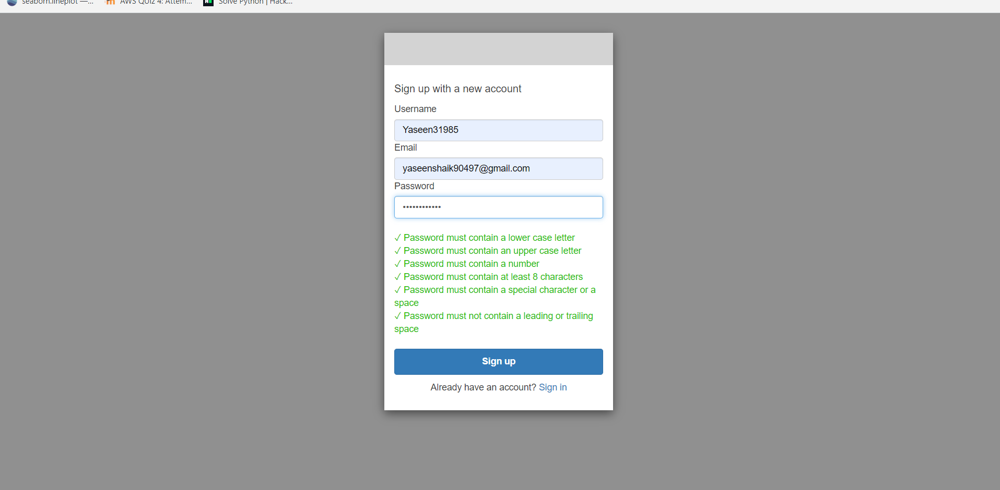 seaborn.lineplot —...
AWS QUIZ 4: Attem...
Solve Python | Hack...
Sign up with a new account
Username
Yaseen31985
Email
yaseenshaik90497@gmail.com
Password
••••••••••••
✓ Password must contain a lower case letter
✓ Password must contain an upper case letter
✓ Password must contain a number
✓ Password must contain at least 8 characters
✓ Password must contain a special character or a
space
✓ Password must not contain a leading or trailing
space
Sign up
Already have an account? Sign in